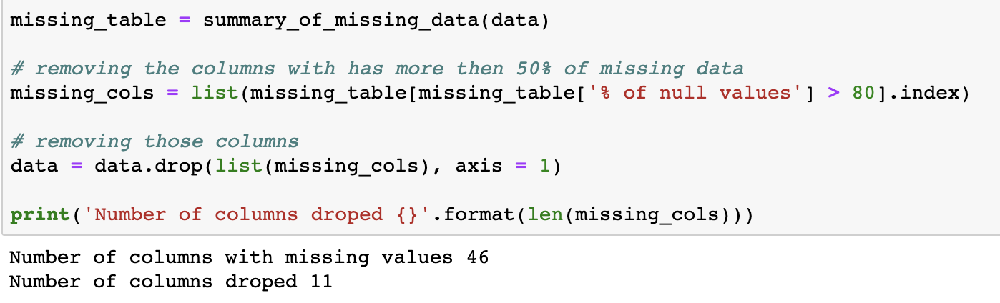 missing_table = summary_of_missing_data(data)
# removing the columns with has more then 50% of missing data
missing_cols = list(missing_table[missing_table['% of null values'] > 80].index)
# removing those columns
data = data.drop(list(missing_cols), axis = 1)
print('Number of columns droped {}'.format(len(missing_cols)))
Number of columns with missing values 46
Number of columns droped 11